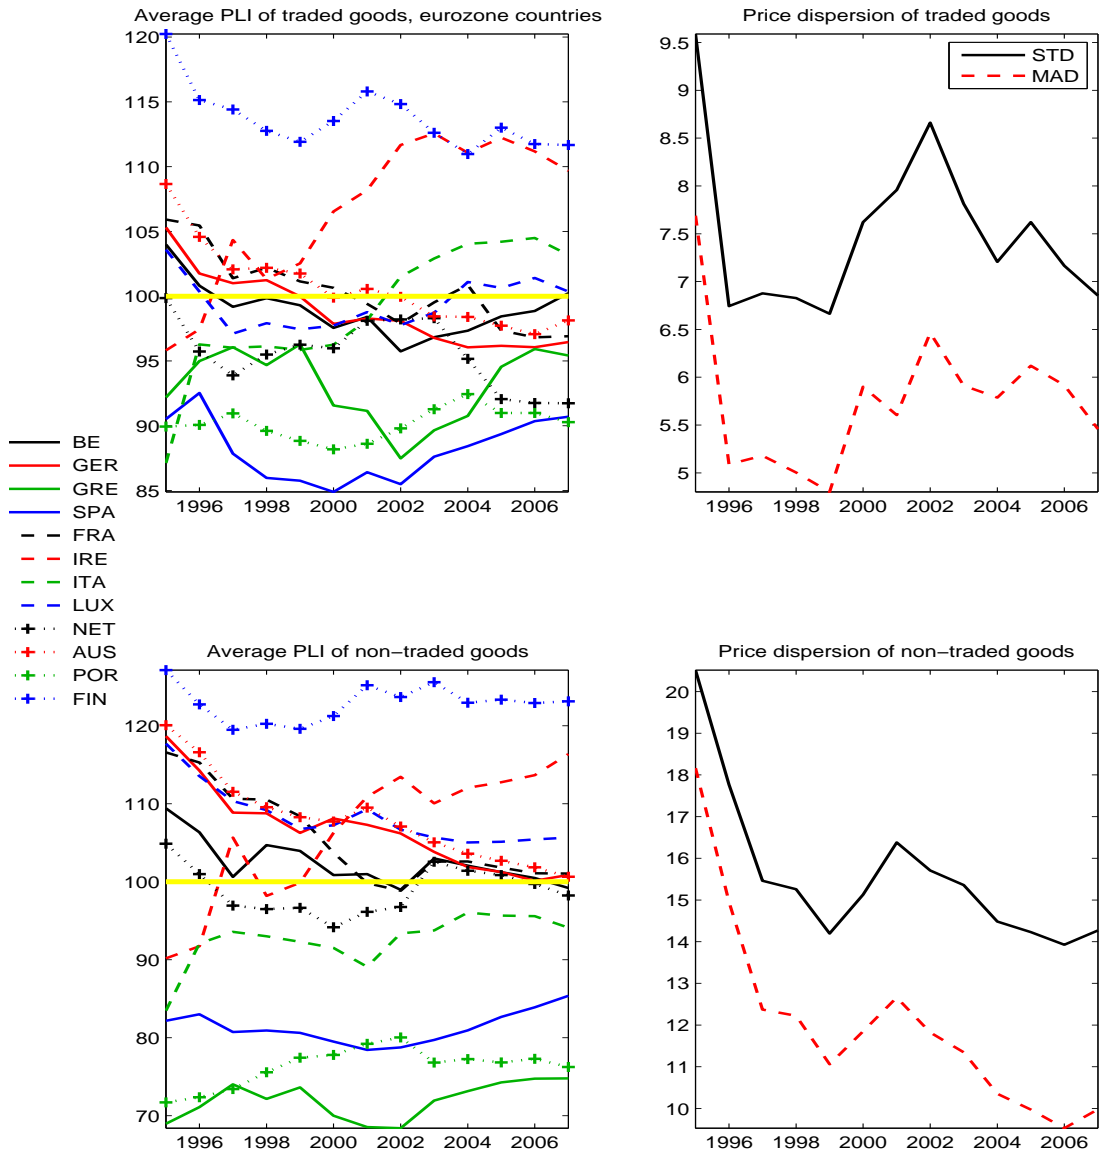 Average PLI of traded goods, eurozone countries
120
115
110
105
100
95
90
85
1996 1998 2000 2002 2004 2006
Price dispersion of traded goods
STD
MAD
9.5
9
8.5
8
7.5
7
6.5
6
5.5
5
1996 1998 2000 2002 2004 2006
BE
GER
GRE
SPA
FRA
IRE
ITA
LUX
NET
AUS
POR
FIN
Average PLI of non−traded goods
120
110
100
90
80
70
1996 1998 2000 2002 2004 2006
Price dispersion of non−traded goods
20
19
18
17
16
15
14
13
12
11
10
1996 1998 2000 2002 2004 2006